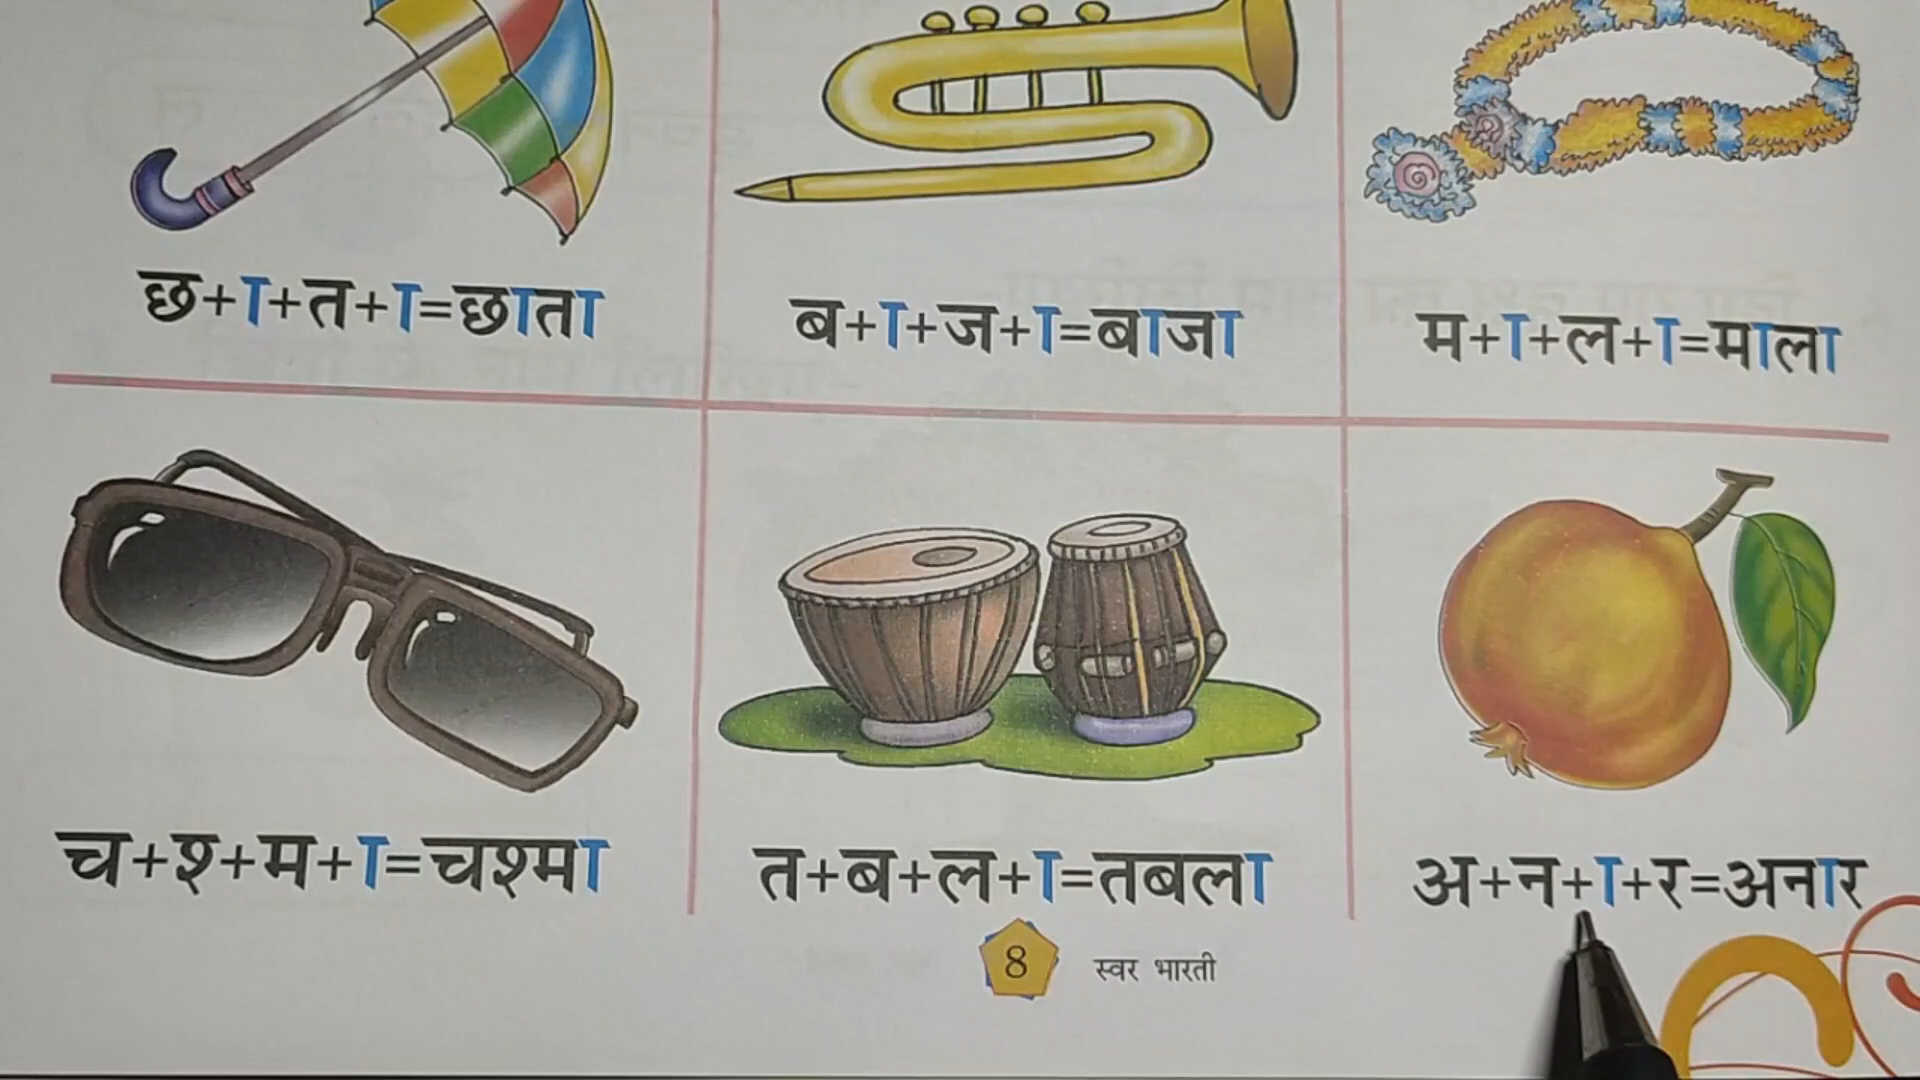 छ+ा+त+ा=छाता
ब+ा+ज+ा=बाजा
म+ा+ल+ा=माला
च+श+म+ा=चश्मा
त+ब+ल+ा=तबला
अ+न+ा+र=अनार
8 स्वर भारती